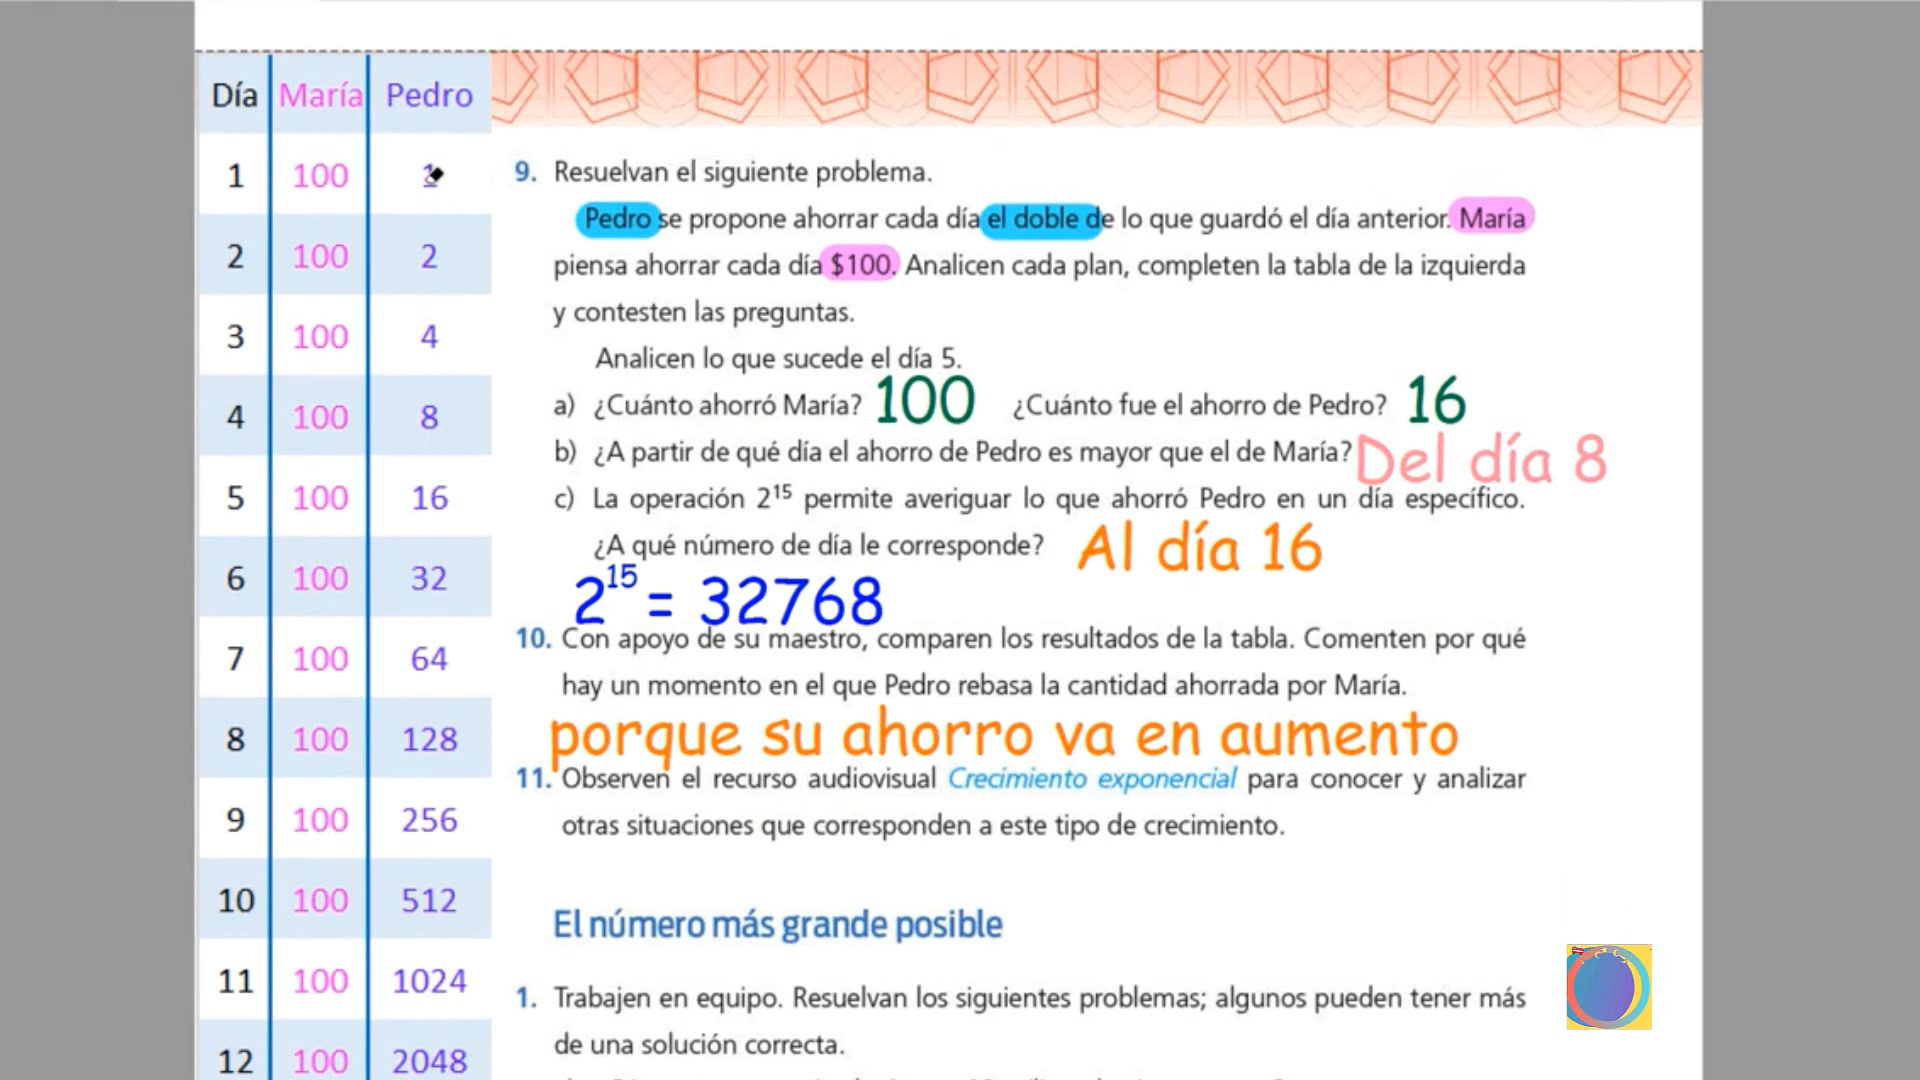 Día María Pedro
1 100 1
2 100 2
3 100 4
4 100 8
5 100 16
6 100 32
7 100 64
8 100 128
9 100 256
10 100 512
11 100 1024
12 100 2048
9. Resuelvan el siguiente problema.
Pedro se propone ahorrar cada día el doble de lo que guardó el día anterior. María
piensa ahorrar cada día $100. Analicen cada plan, completen la tabla de la izquierda
y contesten las preguntas.
Analicen lo que sucede el día 5.
a) ¿Cuánto ahorró María? 100 ¿Cuánto fue el ahorro de Pedro? 16
b) ¿A partir de qué día el ahorro de Pedro es mayor que el de María? Del día 8
c) La operación 2¹⁵ permite averiguar lo que ahorró Pedro en un día específico.
¿A qué número de día le corresponde? Al día 16
2¹⁵ = 32768
10. Con apoyo de su maestro, comparen los resultados de la tabla. Comenten por qué
hay un momento en el que Pedro rebasa la cantidad ahorrada por María.
porque su ahorro va en aumento
11. Observen el recurso audiovisual Crecimiento exponencial para conocer y analizar
otras situaciones que corresponden a este tipo de crecimiento.
El número más grande posible
1. Trabajen en equipo. Resuelvan los siguientes problemas; algunos pueden tener más
de una solución correcta.